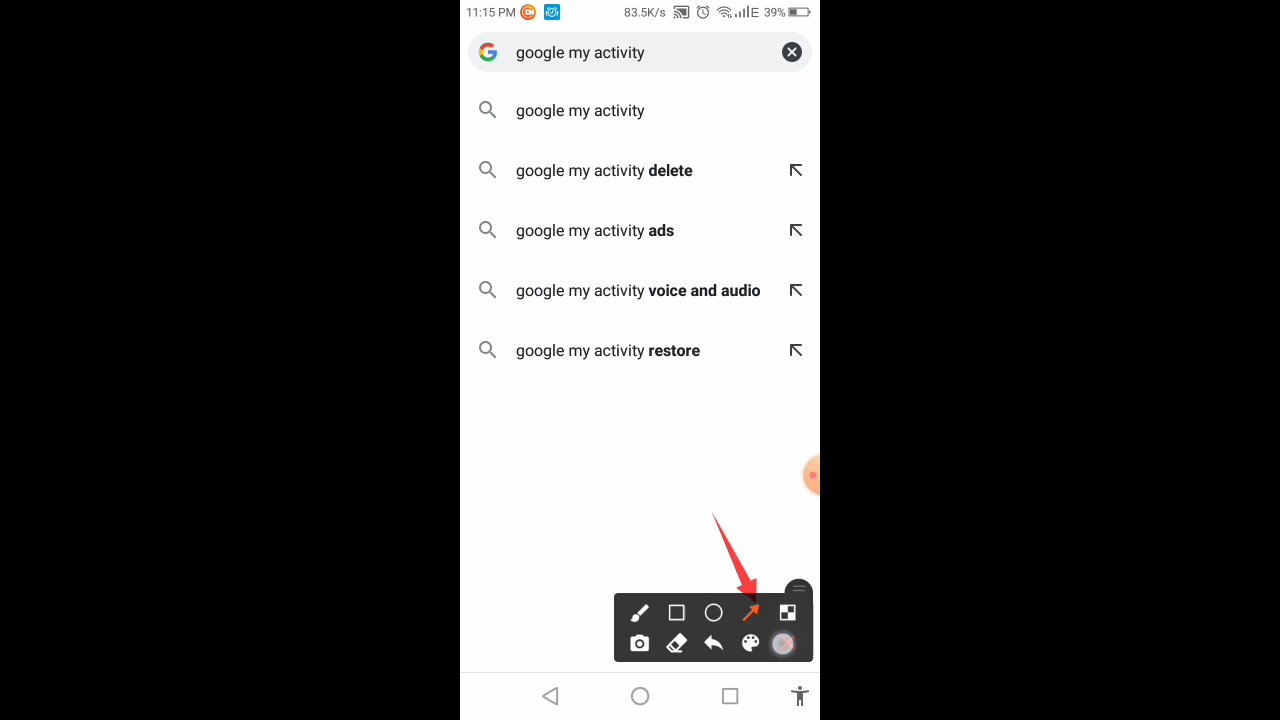 11:15 PM 83.5K/s E 39%
google my activity
google my activity
google my activity delete
google my activity ads
google my activity voice and audio
google my activity restore